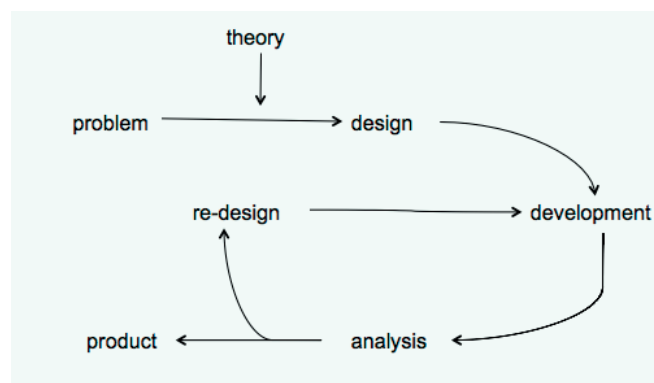 theory
problem
design
re-design
development
product
analysis